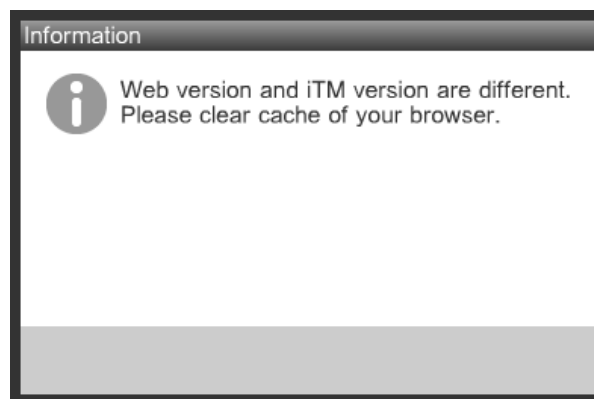 Information
Web version and iTM version are different.
Please clear cache of your browser.